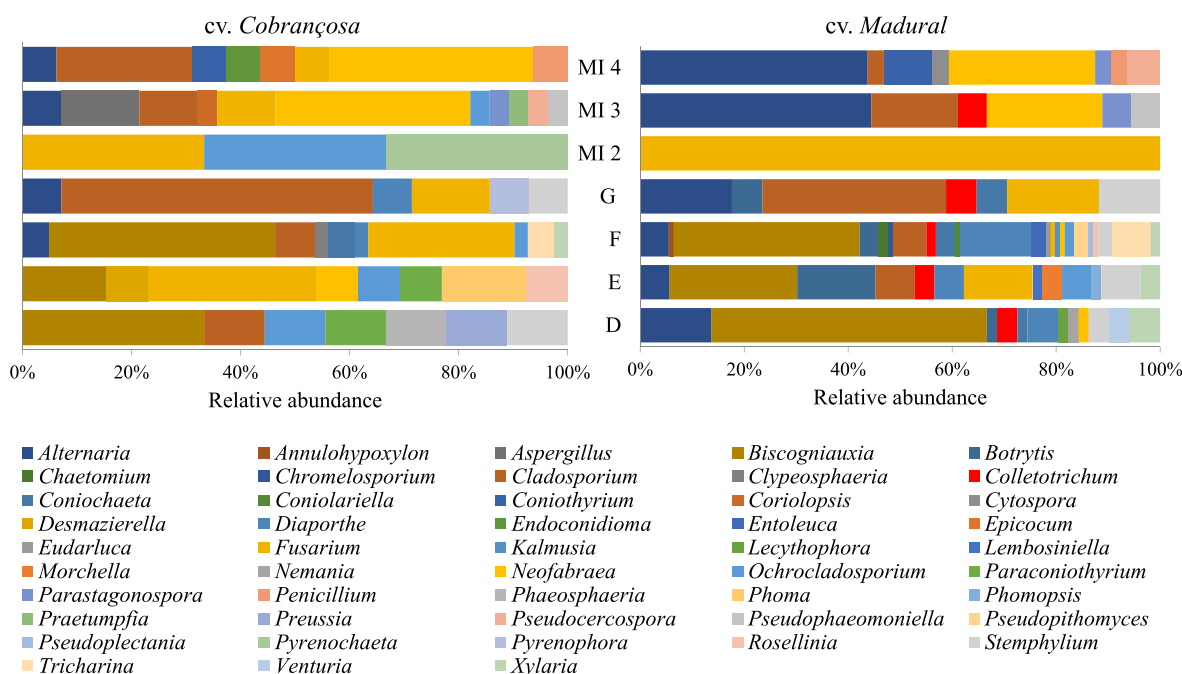 cv. Cobrançosa
cv. Madural
MI 4
MI 3
MI 2
G
F
E
D
0% 20% 40% 60% 80% 100%
0% 20% 40% 60% 80% 100%
Relative abundance
Relative abundance
Alternaria Annulohypoxylon Aspergillus Biscogniauxia Botrytis
Chaetomium Chromelosporium Cladosporium Clypeosphaeria Colletotrichum
Coniochaeta Coniolariella Coniothyrium Coriolopsis Cytospora
Desmazierella Diaporthe Endoconidioma Entoleuca Epicocum
Eudarluca Fusarium Kalmusia Lecythophora Lembosiniella
Morchella Nemania Neofabraea Ochrocladosporium Paraconiothyrium
Parastagonospora Penicillium Phaeosphaeria Phoma Phomopsis
Praetumpfia Preussia Pseudocercospora Pseudophaeomoniella Pseudopithomyces
Pseudoplectania Pyrenochaeta Pyrenophora Rosellinia Stemphylium
Tricharina Venturia Xylaria